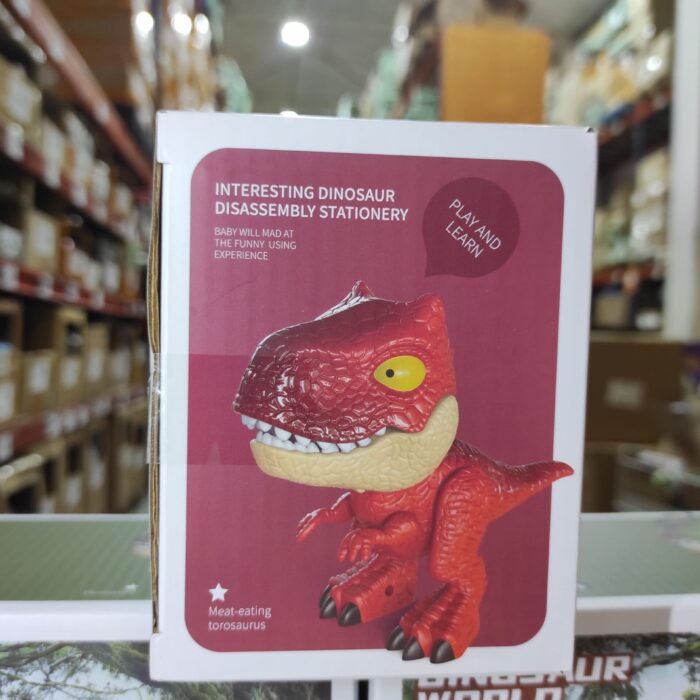 INTERESTING DINOSAUR
DISASSEMBLY STATIONERY
BABY WILL MAD AT
THE FUNNY USING
EXPERIENCE
PLAY AND
LEARN
Meat-eating
torosaurus
DINOSAUR
WORLD